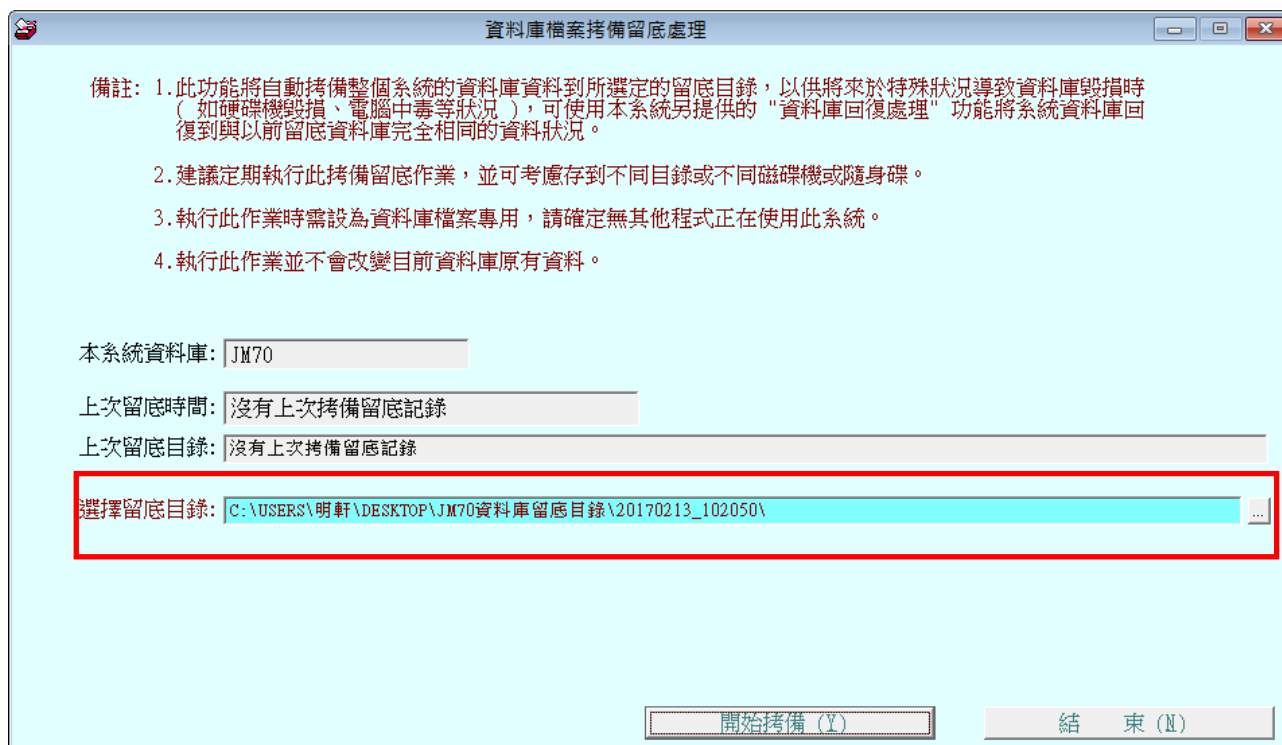 資料庫檔案拷備留底處理
備註: 1.此功能將自動拷備整個系統的資料庫資料到所選定的留底目錄，以供將來於特殊狀況導致資料庫毀損時
( 如硬碟機毀損、電腦中毒等狀況 )，可使用本系統另提供的 "資料庫回復處理" 功能將系統資料庫回
復到與以前留底資料庫完全相同的資料狀況。
2.建議定期執行此拷備留底作業，並可考慮存到不同目錄或不同磁碟機或隨身碟。
3.執行此作業時需設為資料庫檔案專用，請確定無其他程式正在使用此系統。
4.執行此作業並不會改變目前資料庫原有資料。
本系統資料庫: JM70
上次留底時間: 沒有上次拷備留底記錄
上次留底目錄: 沒有上次拷備留底記錄
選擇留底目錄: C:\USERS\明軒\DESKTOP\JM70資料庫留底目錄\20170213_102050\ ...
開始拷備 (Y) 結 束 (N)